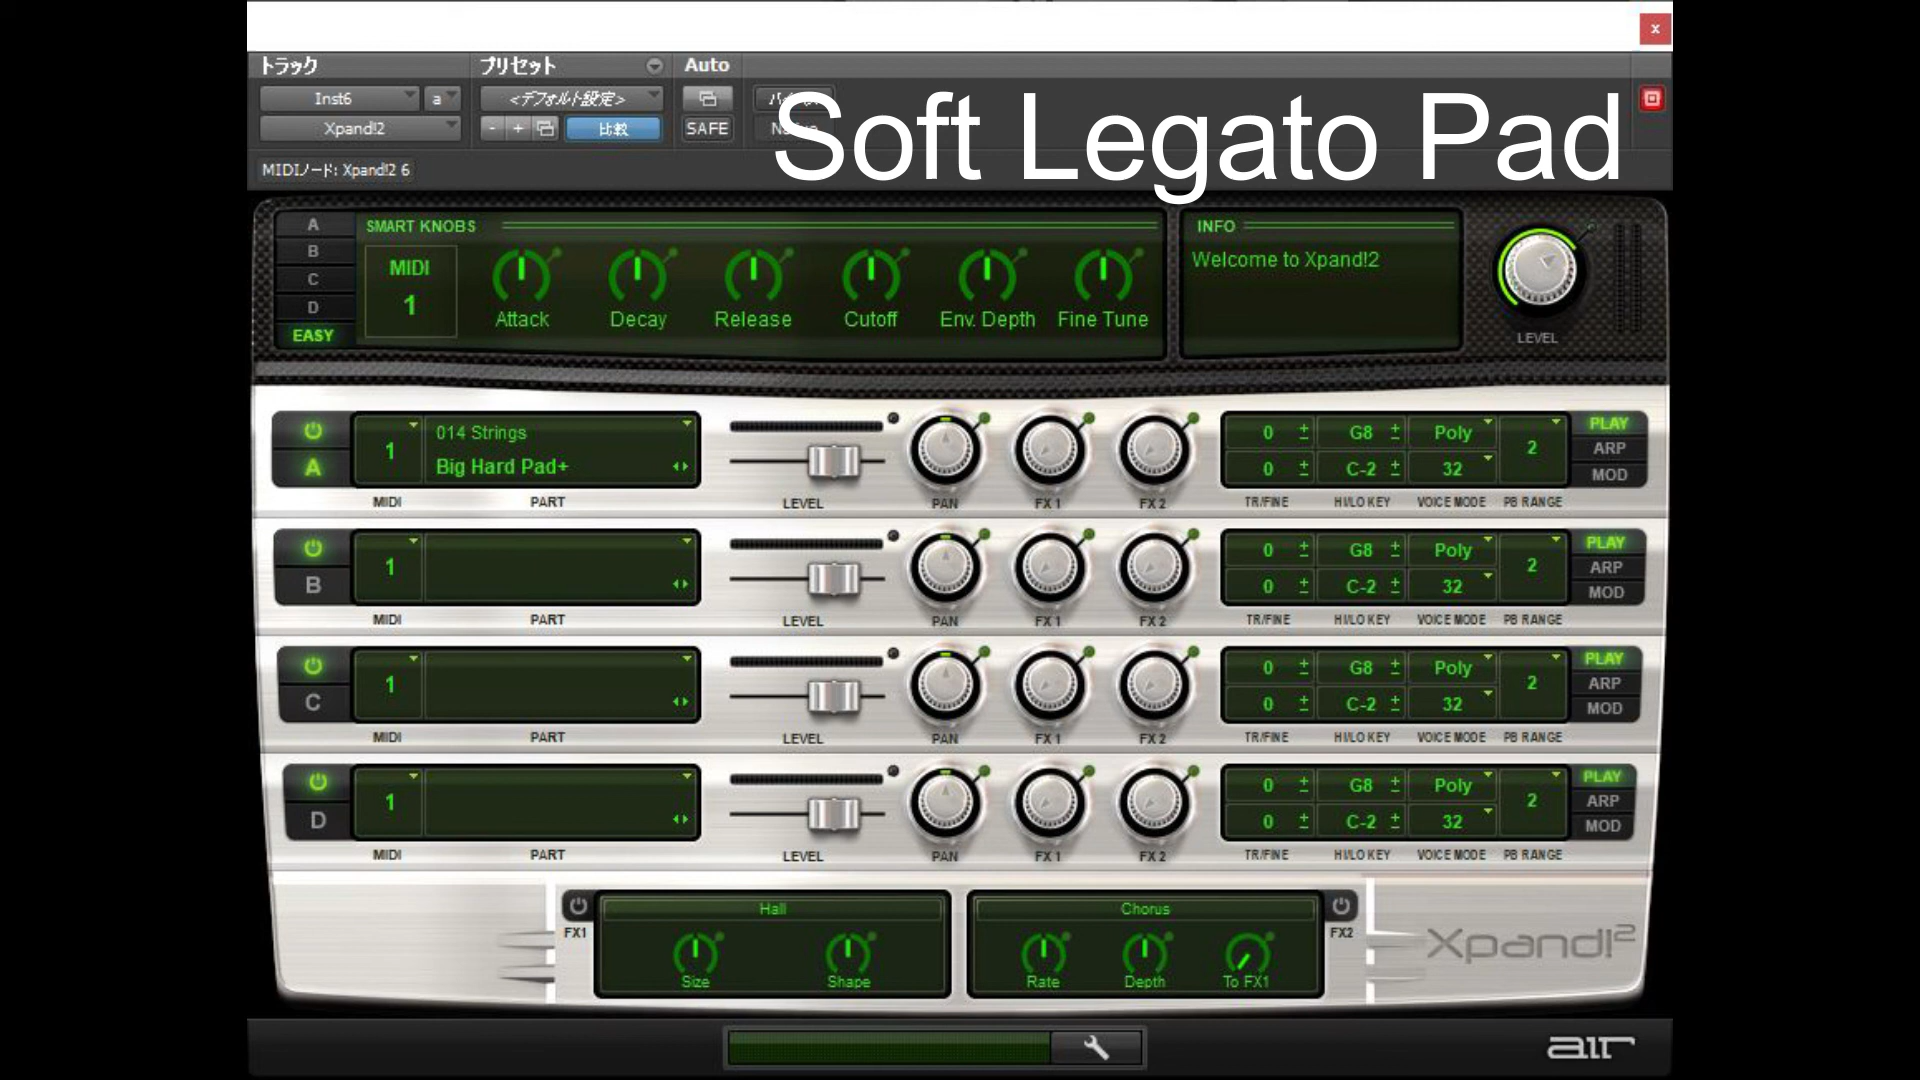 x
トラック プリセット Auto
Inst6 a <デフォルト設定>
Soft Legato Pad
Xpand!2 - + 比較 SAFE
MIDIノード: Xpand!2 6
A SMART KNOBS INFO
B MIDI Welcome to Xpand!2
C 1
D Attack Decay Release Cutoff Env. Depth Fine Tune
EASY LEVEL
014 Strings 0 ± G8 ± Poly PLAY
1 2 ARP
A Big Hard Pad+ 0 ± C-2 ± 32 MOD
MIDI PART LEVEL PAN FX 1 FX 2 TR/FINE HI/LO KEY VOICE MODE PB RANGE
0 ± G8 ± Poly PLAY
1 2 ARP
B 0 ± C-2 ± 32 MOD
MIDI PART LEVEL PAN FX 1 FX 2 TR/FINE HI/LO KEY VOICE MODE PB RANGE
0 ± G8 ± Poly PLAY
1 2 ARP
C 0 ± C-2 ± 32 MOD
MIDI PART LEVEL PAN FX 1 FX 2 TR/FINE HI/LO KEY VOICE MODE PB RANGE
0 ± G8 ± Poly PLAY
1 2 ARP
D 0 ± C-2 ± 32 MOD
MIDI PART LEVEL PAN FX 1 FX 2 TR/FINE HI/LO KEY VOICE MODE PB RANGE
Hall Chorus
FX1 FX2
Xpand!2
Size Shape Rate Depth To FX1
air